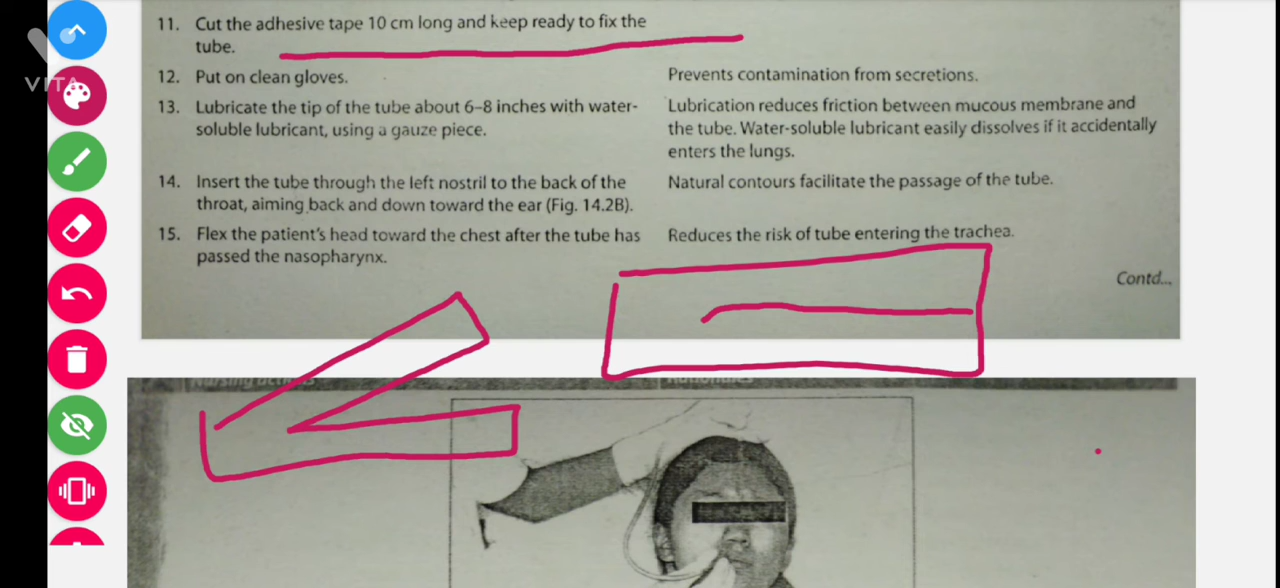 11. Cut the adhesive tape 10 cm long and keep ready to fix the
tube.
12. Put on clean gloves.
Prevents contamination from secretions.
13. Lubricate the tip of the tube about 6–8 inches with water-
soluble lubricant, using a gauze piece.
Lubrication reduces friction between mucous membrane and
the tube. Water-soluble lubricant easily dissolves if it accidentally
enters the lungs.
14. Insert the tube through the left nostril to the back of the
throat, aiming back and down toward the ear (Fig. 14.2B).
Natural contours facilitate the passage of the tube.
15. Flex the patient's head toward the chest after the tube has
passed the nasopharynx.
Reduces the risk of tube entering the trachea.
Contd...
Nursing actions
Rationales
VITA